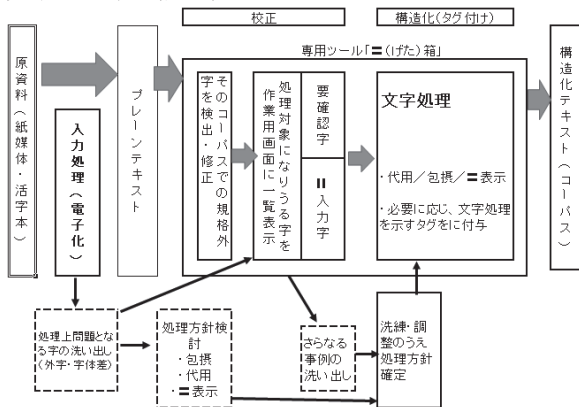 校正
構造化(タグ付け)
専用ツール「〓(げた)箱」
原資料(紙媒体・活字本)
入力処理(電子化)
プレーンテキスト
そのコーパスでの規格外
字を検出・修正
処理対象になりうる字を
作業用画面に一覧表示
要確認字
〓入力字
文字処理
・代用/包摂/〓表示
・必要に応じ、文字処理
を示すタグをに付与
構造化テキスト(コーパス)
処理上問題とな
る字の洗い出し
(外字・字体差)
処理方針検
討
・包摂
・代用
・〓表示
さらなる
事例の
洗い出し
洗練・調
整のうえ
処理方針
確定